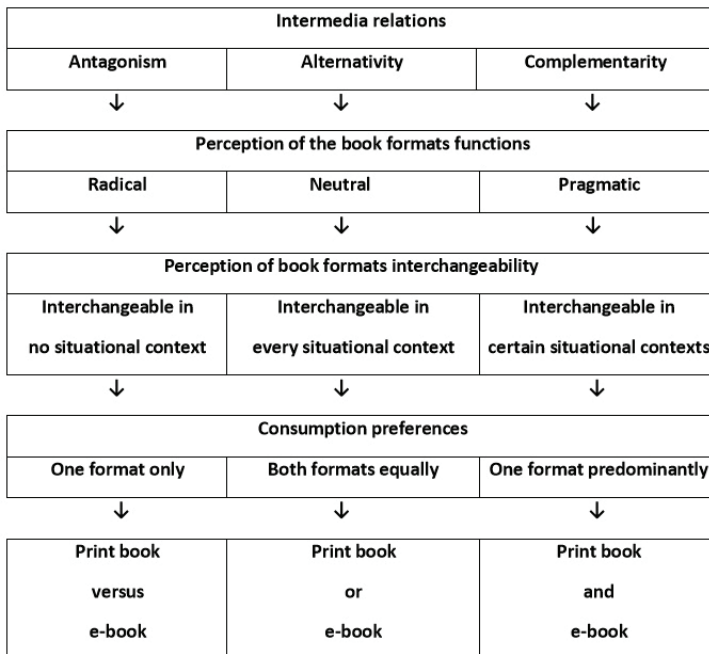 Intermedia relations
Antagonism Alternativity Complementarity
↓ ↓ ↓
Perception of the book formats functions
Radical Neutral Pragmatic
↓ ↓ ↓
Perception of book formats interchangeability
Interchangeable in Interchangeable in Interchangeable in
no situational context every situational context certain situational contexts
↓ ↓ ↓
Consumption preferences
One format only Both formats equally One format predominantly
↓ ↓ ↓
Print book Print book Print book
versus or and
e-book e-book e-book